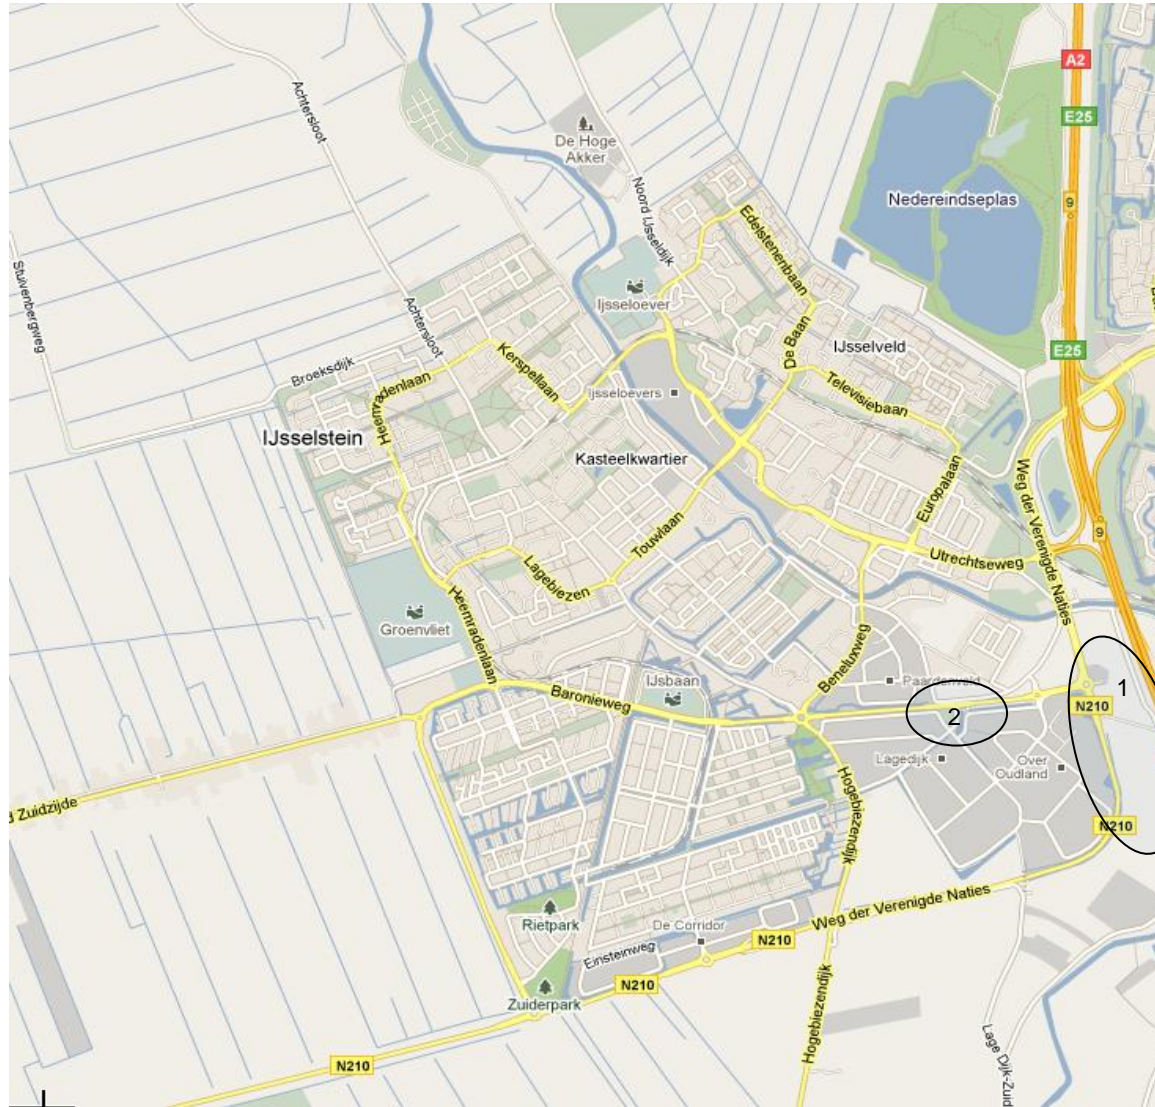 A2
Achtersloot
E25
De Hoge
Akker
Noord IJsseldijk
Nedereindseplas
9
Edelstenenbaan
Stuivenbergweg
Achtersloot
Ijsseloever
De Baan
IJsselveld
E25
Kerspellaan
Broeksdijk
Heemradenlaan
Ijsseloevers
Televisiebaan
IJsselstein
Kasteelkwartier
Europalaan
Weg der Verenigde Naties
9
Touwlaan
Utrechtseweg
Lagebiezen
Groenvliet
Heemradenlaan
Beneluxweg
IJsbaan
Paardenveld
1
Baronieweg
N210
2
Lagedijk
Over
Oudland
Zuidzijde
Hogebiezendijk
N210
Weg der Verenigde Naties
Rietpark
De Corridor
N210
Einsteinweg
N210
Zuiderpark
Hogebiezendijk
Lage Dijk-Zuid
N210